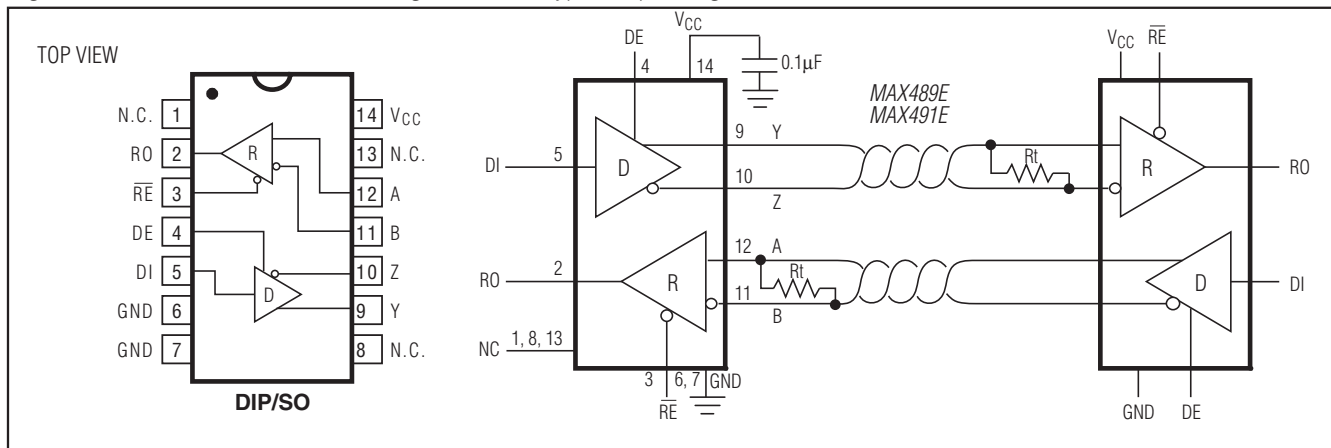 TOP VIEW
N.C. 1
RO 2
RE 3
DE 4
DI 5
GND 6
GND 7
14 VCC
13 N.C.
12 A
11 B
10 Z
9 Y
8 N.C.
R
D
DIP/SO
DE
4
VCC
14
0.1µF
MAX489E
MAX491E
DI
5
D
9 Y
10
Z
Rt
RO
2
R
12 A
11
B
Rt
NC
1, 8, 13
3
RE
6, 7
GND
VCC
RE
R
RO
D
DI
GND
DE